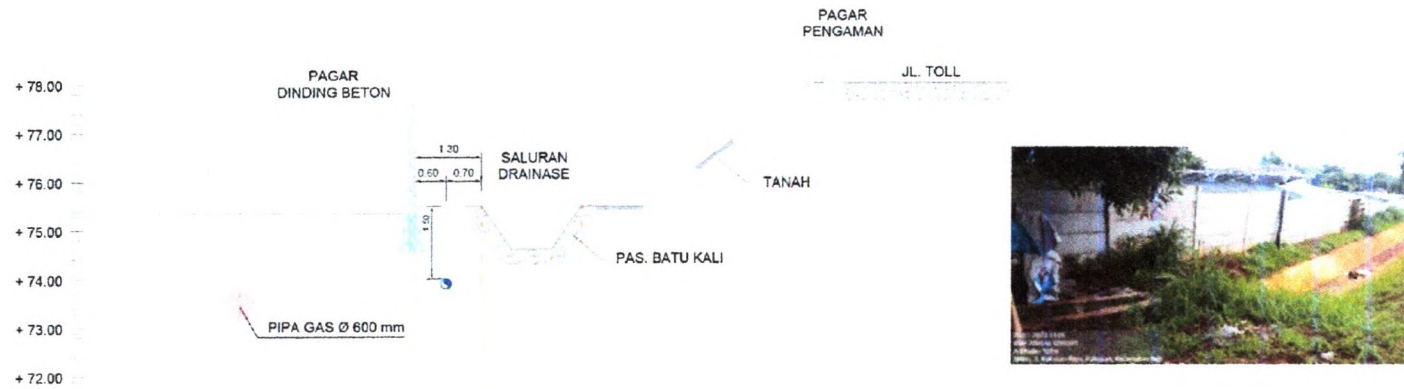 PAGAR
PENGAMAN
JL. TOLL
PAGAR
DINDING BETON
+ 78.00
+ 77.00
+ 76.00
+ 75.00
+ 74.00
+ 73.00
+ 72.00
1.30
0.60
0.70
1.50
SALURAN
DRAINASE
TANAH
PAS. BATU KALI
PIPA GAS Ø 600 mm